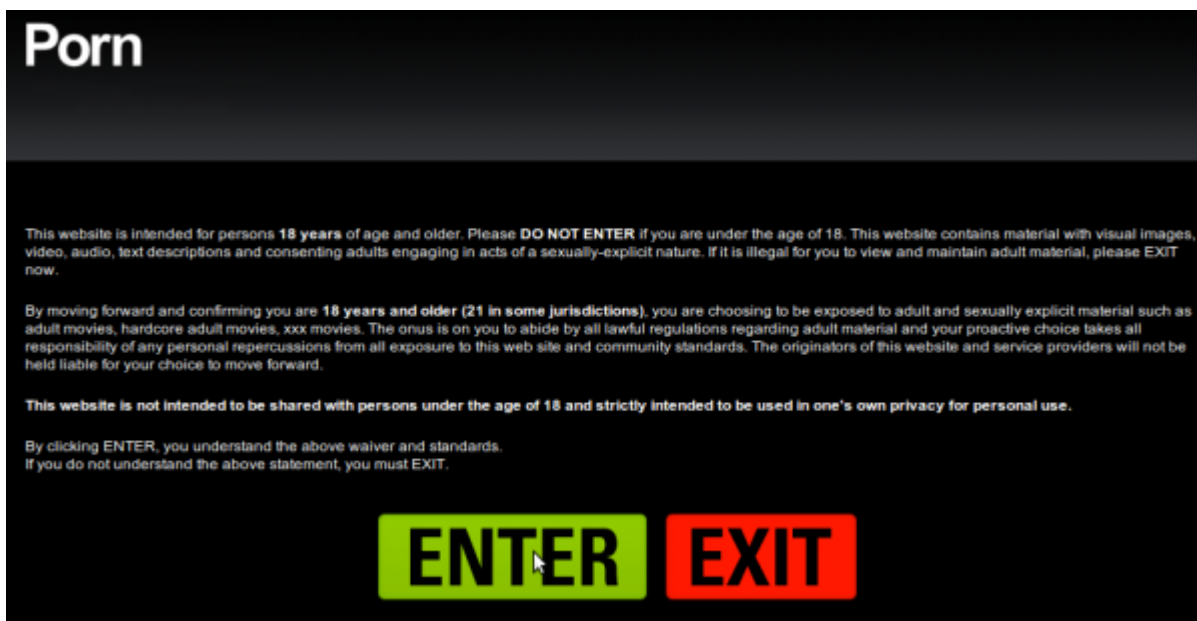 Porn
This website is intended for persons 18 years of age and older. Please DO NOT ENTER if you are under the age of 18. This website contains material with visual images,
video, audio, text descriptions and consenting adults engaging in acts of a sexually-explicit nature. If it is illegal for you to view and maintain adult material, please EXIT
now.
By moving forward and confirming you are 18 years and older (21 in some jurisdictions), you are choosing to be exposed to adult and sexually explicit material such as
adult movies, hardcore adult movies, xxx movies. The onus is on you to abide by all lawful regulations regarding adult material and your proactive choice takes all
responsibility of any personal repercussions from all exposure to this web site and community standards. The originators of this website and service providers will not be
held liable for your choice to move forward.
This website is not intended to be shared with persons under the age of 18 and strictly intended to be used in one's own privacy for personal use.
By clicking ENTER, you understand the above waiver and standards.
If you do not understand the above statement, you must EXIT.
ENTER EXIT